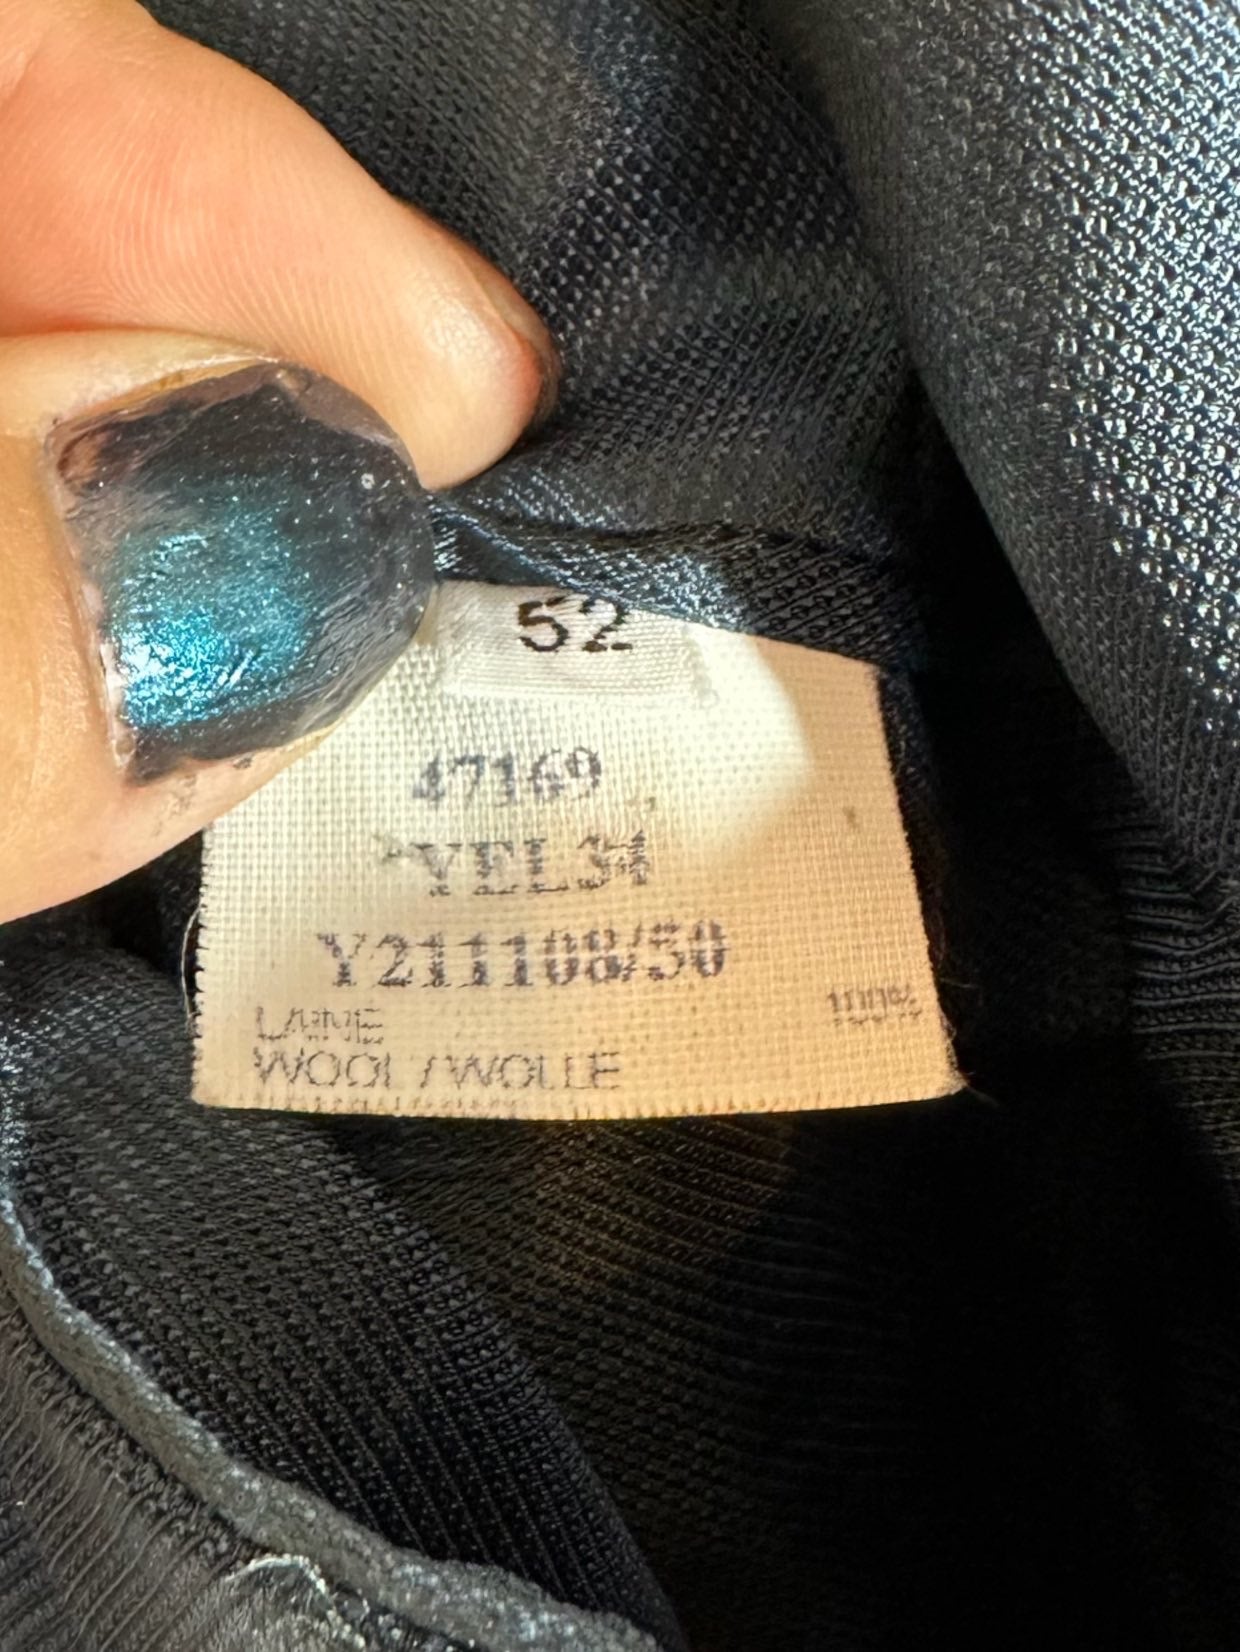 52
47169
YEL34
Y211108/50
LAINE 100%
WOOL / WOLLE